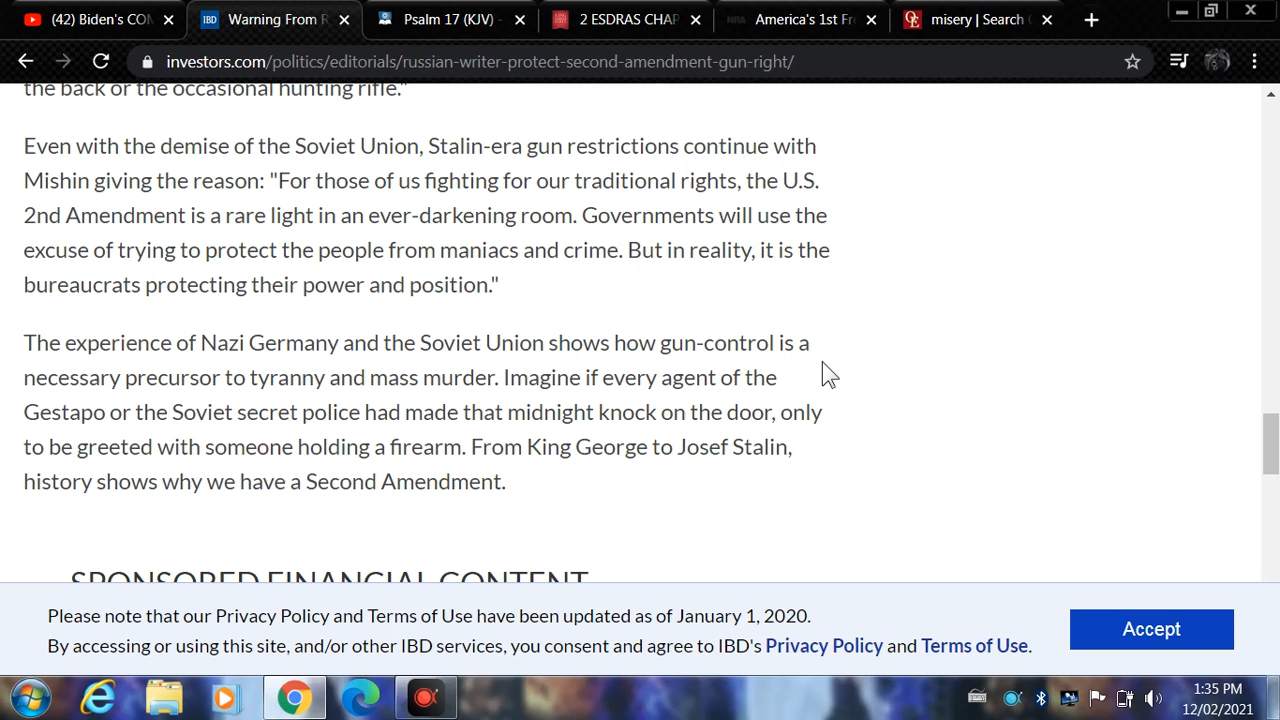 (42) Biden's CON
IBD Warning From R
Psalm 17 (KJV) -
2 ESDRAS CHAP
NRA America's 1st Fr
OE misery | Search
investors.com/politics/editorials/russian-writer-protect-second-amendment-gun-right/
the back or the occasional hunting rifle."
Even with the demise of the Soviet Union, Stalin-era gun restrictions continue with
Mishin giving the reason: "For those of us fighting for our traditional rights, the U.S.
2nd Amendment is a rare light in an ever-darkening room. Governments will use the
excuse of trying to protect the people from maniacs and crime. But in reality, it is the
bureaucrats protecting their power and position."
The experience of Nazi Germany and the Soviet Union shows how gun-control is a
necessary precursor to tyranny and mass murder. Imagine if every agent of the
Gestapo or the Soviet secret police had made that midnight knock on the door, only
to be greeted with someone holding a firearm. From King George to Josef Stalin,
history shows why we have a Second Amendment.
SPONSORED FINANCIAL CONTENT
Please note that our Privacy Policy and Terms of Use have been updated as of January 1, 2020.
By accessing or using this site, and/or other IBD services, you consent and agree to IBD's Privacy Policy and Terms of Use.
Accept
1:35 PM
12/02/2021